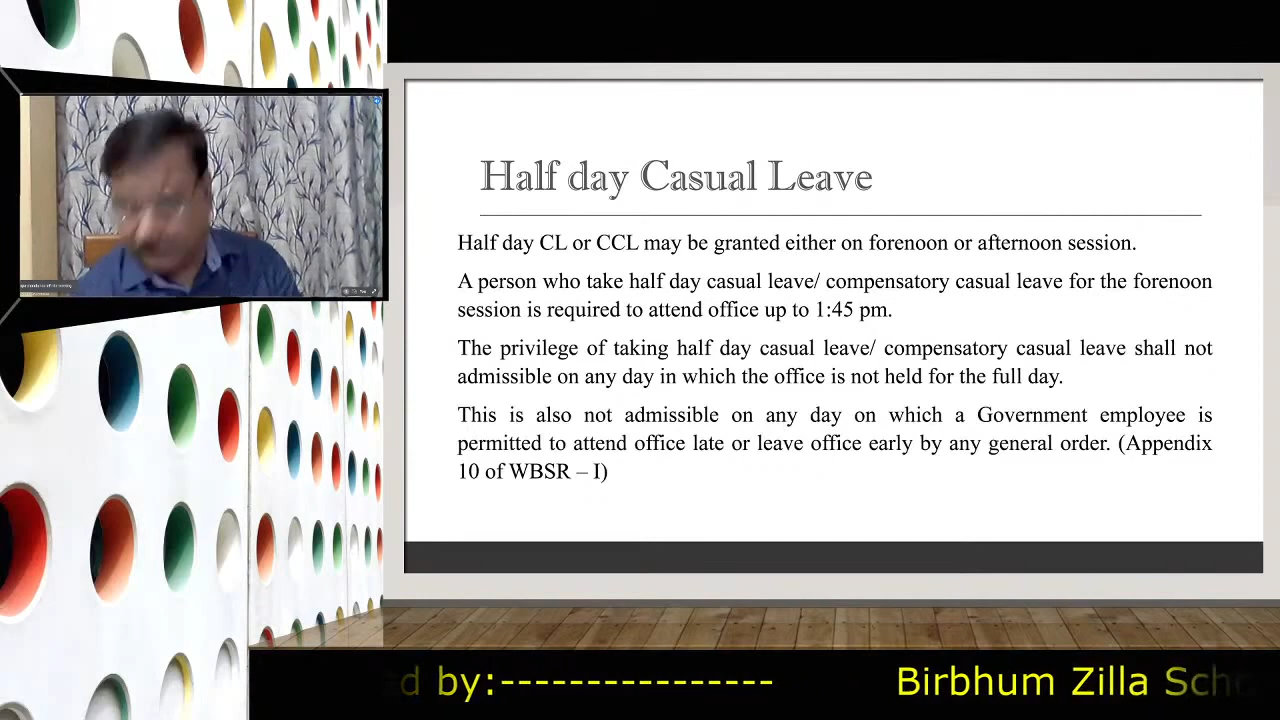 Half day Casual Leave
Half day CL or CCL may be granted either on forenoon or afternoon session.
A person who take half day casual leave/ compensatory casual leave for the forenoon
session is required to attend office up to 1:45 pm.
The privilege of taking half day casual leave/ compensatory casual leave shall not
admissible on any day in which the office is not held for the full day.
This is also not admissible on any day on which a Government employee is
permitted to attend office late or leave office early by any general order. (Appendix
10 of WBSR – I)
ed by:---------------- Birbhum Zilla Scho